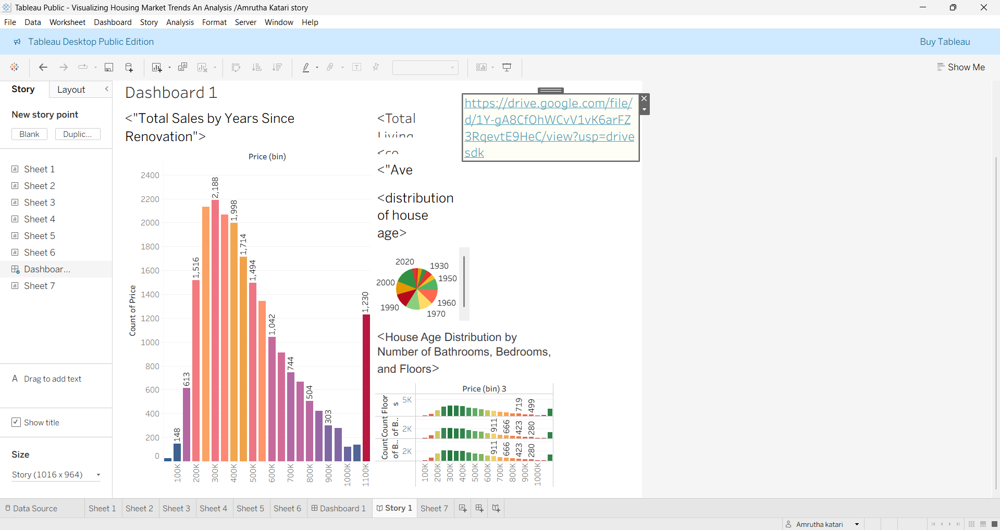 Tableau Public - Visualizing Housing Market Trends An Analysis /Amrutha Katari story
File Data Worksheet Dashboard Story Analysis Format Server Window Help
Tableau Desktop Public Edition
Buy Tableau
Show Me
Story
Layout
New story point
Blank
Duplic...
Sheet 1
Sheet 2
Sheet 3
Sheet 4
Sheet 5
Sheet 6
Dashboar...
Sheet 7
A Drag to add text
Show title
Size
Story (1016 x 964)
Dashboard 1
<"Total Sales by Years Since
Renovation">
Price (bin)
Count of Price
2400
2200
2000
1800
1600
1400
1200
1000
800
600
400
200
0
148
613
1,516
2,188
1,998
1,714
1,494
1,042
744
504
303
1,230
100K
200K
300K
400K
500K
600K
700K
800K
900K
1000K
1100K
<Total
Living
<co
<"Ave
https://drive.google.com/file/
d/1Y-gA8CfOhWCvV1vK6arFZ
3RqevtE9HeC/view?usp=drive
sdk
<distribution
of house
age>
2020
1930
1950
2000
1960
1990
1970
<House Age Distribution by
Number of Bathrooms, Bedrooms,
and Floors>
Price (bin) 3
Floor
s
5K
719
499
Count
of B..
2K
911
666
423
280
Count
of B..
2K
911
666
423
280
100K
200K
300K
400K
500K
600K
700K
800K
900K
1000K
Data Source
Sheet 1
Sheet 2
Sheet 3
Sheet 4
Sheet 5
Sheet 6
Dashboard 1
Story 1
Sheet 7
Amrutha katari